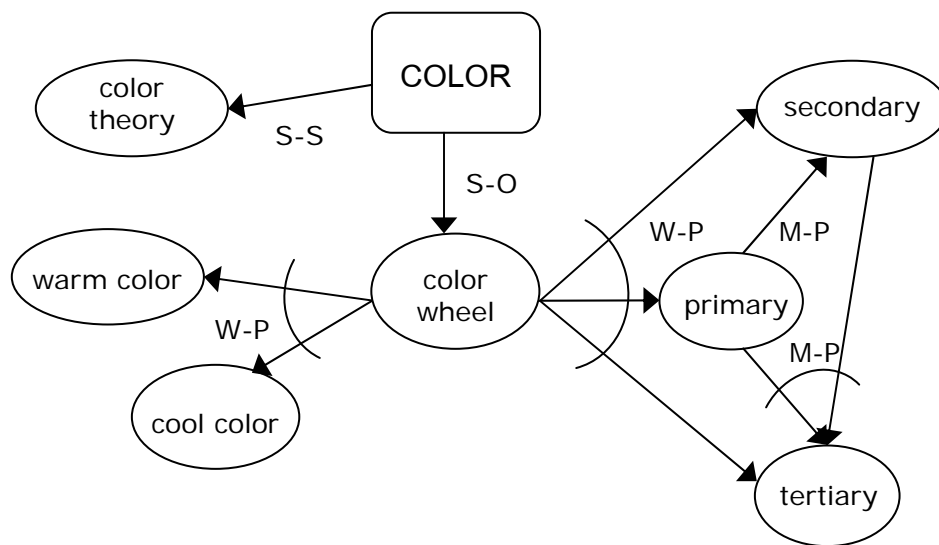 COLOR
color
theory
S-S
secondary
S-O
W-P
M-P
warm color
color
wheel
primary
W-P
M-P
cool color
tertiary